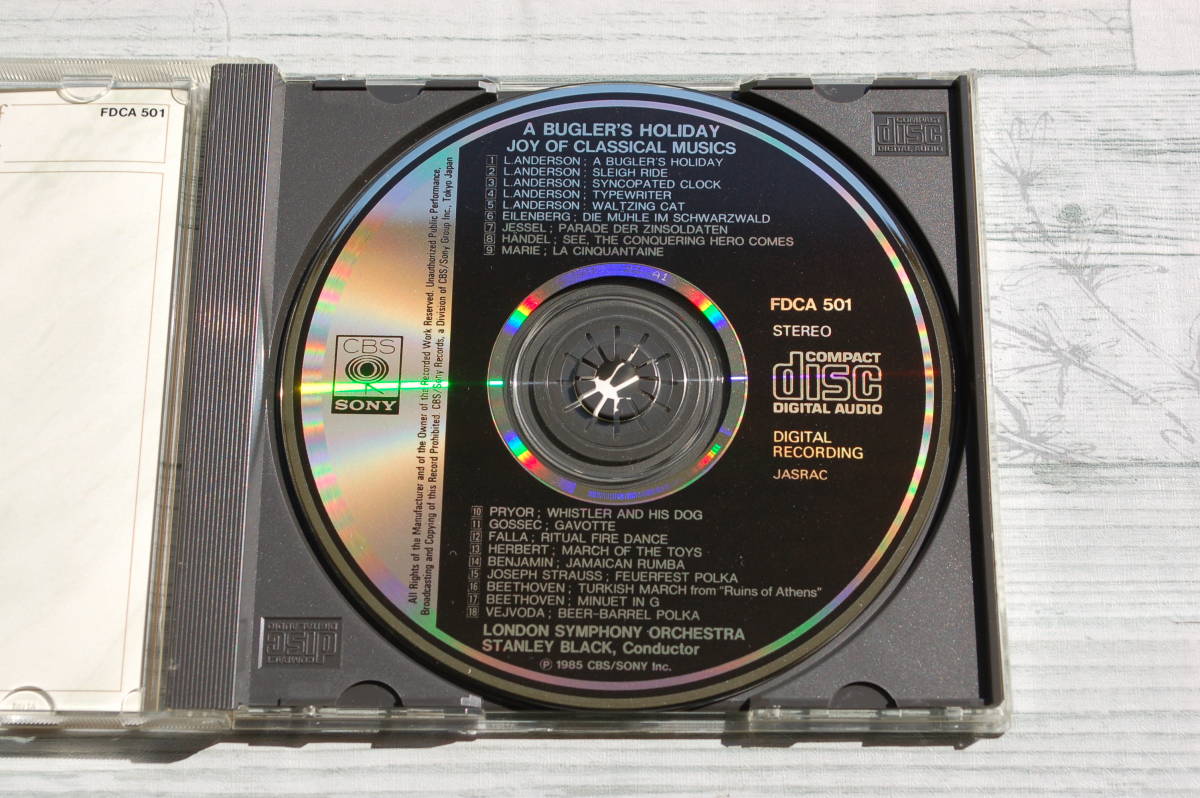 FDCA 501
COMPACT
disc
DIGITAL AUDIO
A BUGLER'S HOLIDAY
JOY OF CLASSICAL MUSICS
1 L.ANDERSON ; A BUGLER'S HOLIDAY
2 L.ANDERSON ; SLEIGH RIDE
3 L.ANDERSON ; SYNCOPATED CLOCK
4 L.ANDERSON ; TYPEWRITER
5 L.ANDERSON ; WALTZING CAT
6 EILENBERG ; DIE MÜHLE IM SCHWARZWALD
7 JESSEL ; PARADE DER ZINSOLDATEN
8 HÄNDEL ; SEE, THE CONQUERING HERO COMES
9 MARIE ; LA CINQUANTAINE
All Rights of the Manufacturer and of the Owner of the Recorded Work Reserved. Unauthorized Public Performance,
Broadcasting and Copying of this Record Prohibited. CBS/Sony Records, a Division of CBS/Sony Group Inc., Tokyo Japan
CBS
SONY
A1
FDCA 501
STEREO
COMPACT
disc
DIGITAL AUDIO
DIGITAL
RECORDING
JASRAC
10 PRYOR ; WHISTLER AND HIS DOG
11 GOSSEC ; GAVOTTE
12 FALLA ; RITUAL FIRE DANCE
13 HERBERT ; MARCH OF THE TOYS
14 BENJAMIN ; JAMAICAN RUMBA
15 JOSEPH STRAUSS ; FEUERFEST POLKA
16 BEETHOVEN ; TURKISH MARCH from "Ruins of Athens"
17 BEETHOVEN ; MINUET IN G
18 VEJVODA ; BEER-BARREL POLKA
LONDON SYMPHONY ORCHESTRA
STANLEY BLACK, Conductor
Ⓟ 1985 CBS/SONY Inc.
COMPACT
disc
DIGITAL AUDIO